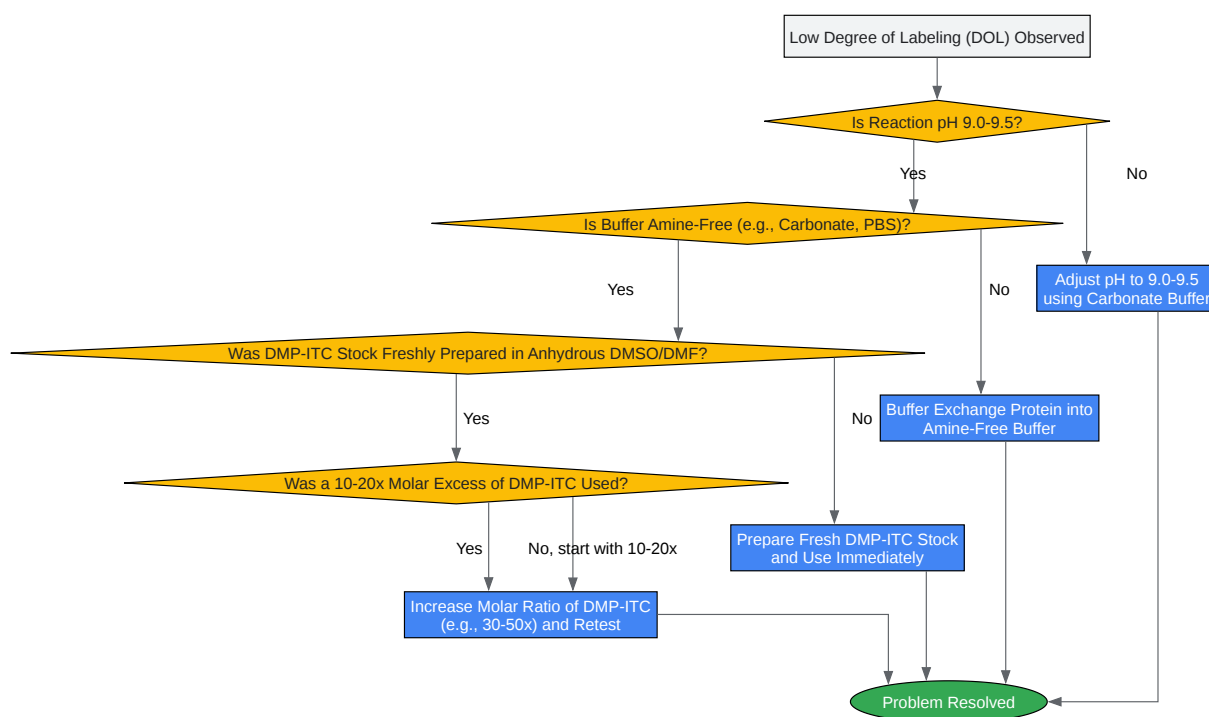 Low Degree of Labeling (DOL) Observed
Is Reaction pH 9.0-9.5?
Yes
No
Is Buffer Amine-Free (e.g., Carbonate, PBS)?
Adjust pH to 9.0-9.5
using Carbonate Buffer
Yes
No
Was DMP-ITC Stock Freshly Prepared in Anhydrous DMSO/DMF?
Buffer Exchange Protein into
Amine-Free Buffer
Yes
No
Was a 10-20x Molar Excess of DMP-ITC Used?
Prepare Fresh DMP-ITC Stock
and Use Immediately
Yes
No, start with 10-20x
Increase Molar Ratio of DMP-ITC
(e.g., 30-50x) and Retest
Problem Resolved